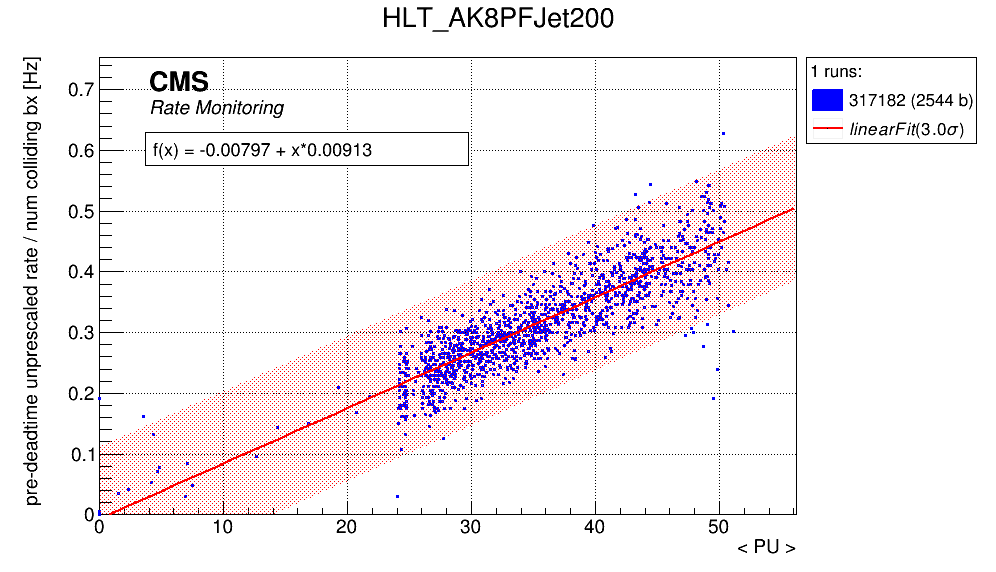 HLT_AK8PFJet200
pre-deadtime unprescaled rate / num colliding bx [Hz]
CMS
Rate Monitoring
f(x) = -0.00797 + x*0.00913
0.7
0.6
0.5
0.4
0.3
0.2
0.1
0
0 10 20 30 40 50
< PU >
1 runs:
317182 (2544 b)
linearFit(3.0σ)